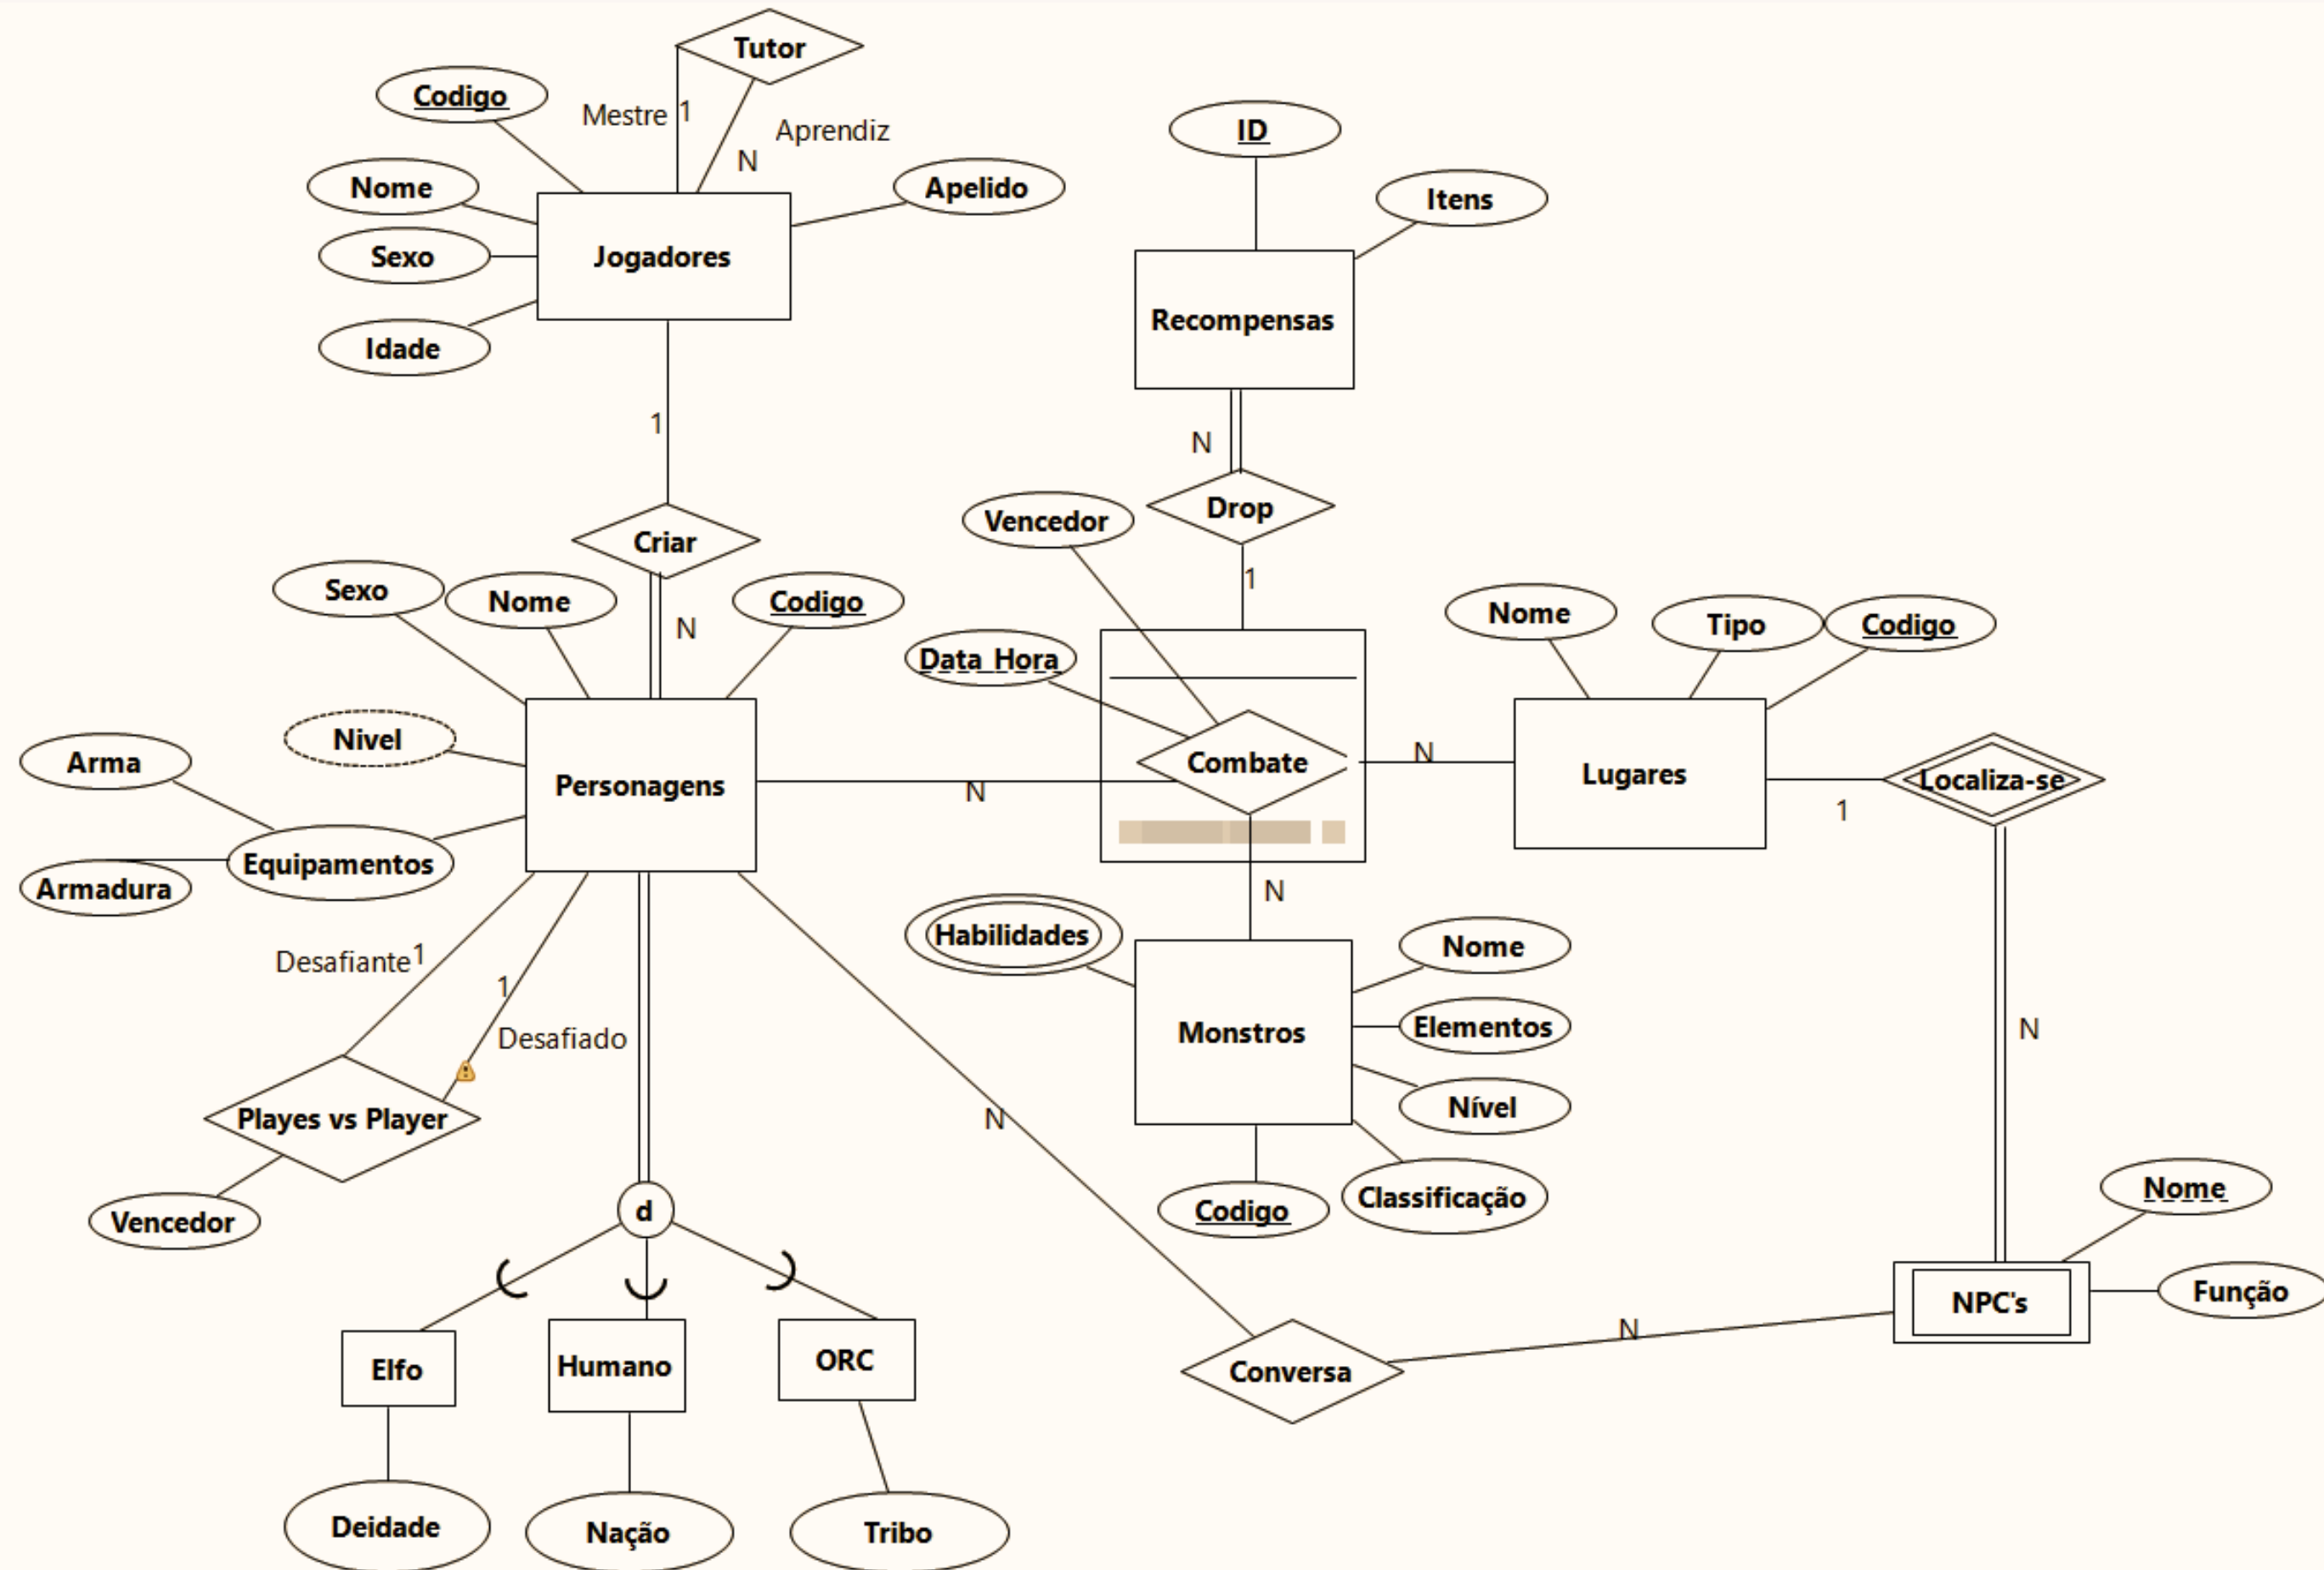 Tutor
Codigo
Mestre
1
Aprendiz
N
ID
Nome
Apelido
Itens
Sexo
Jogadores
Recompensas
Idade
1
N
Drop
Vencedor
Criar
1
Sexo
Nome
Codigo
N
Nome
Tipo
Codigo
Data_Hora
Nivel
Arma
Personagens
N
Combate
N
Lugares
Localiza-se
1
Equipamentos
Armadura
N
Habilidades
Nome
Desafiante
1
1
Monstros
Elementos
N
Desafiado
Nível
Playes vs Player
N
Classificação
Codigo
Vencedor
d
Nome
Função
NPC's
N
Elfo
Humano
ORC
Conversa
Deidade
Nação
Tribo